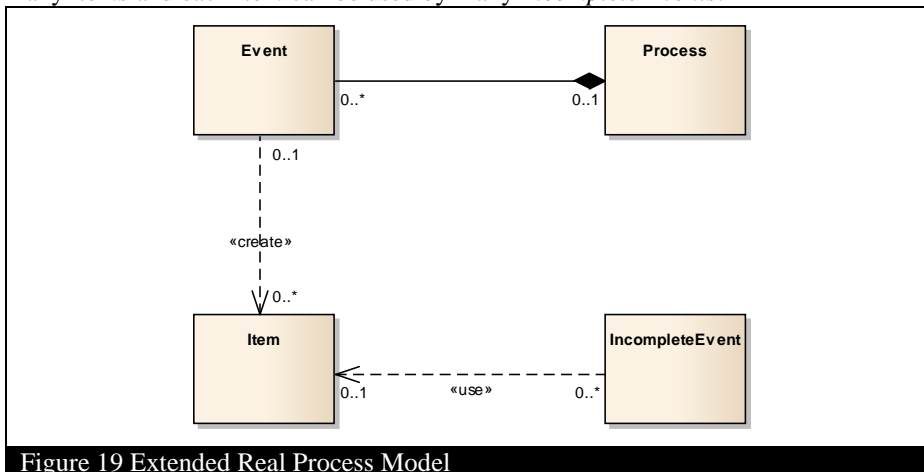 Event
Process
0..*
0..1
0..1
«create»
0..*
Item
IncompleteEvent
0..1
«use»
0..*
Figure 19 Extended Real Process Model